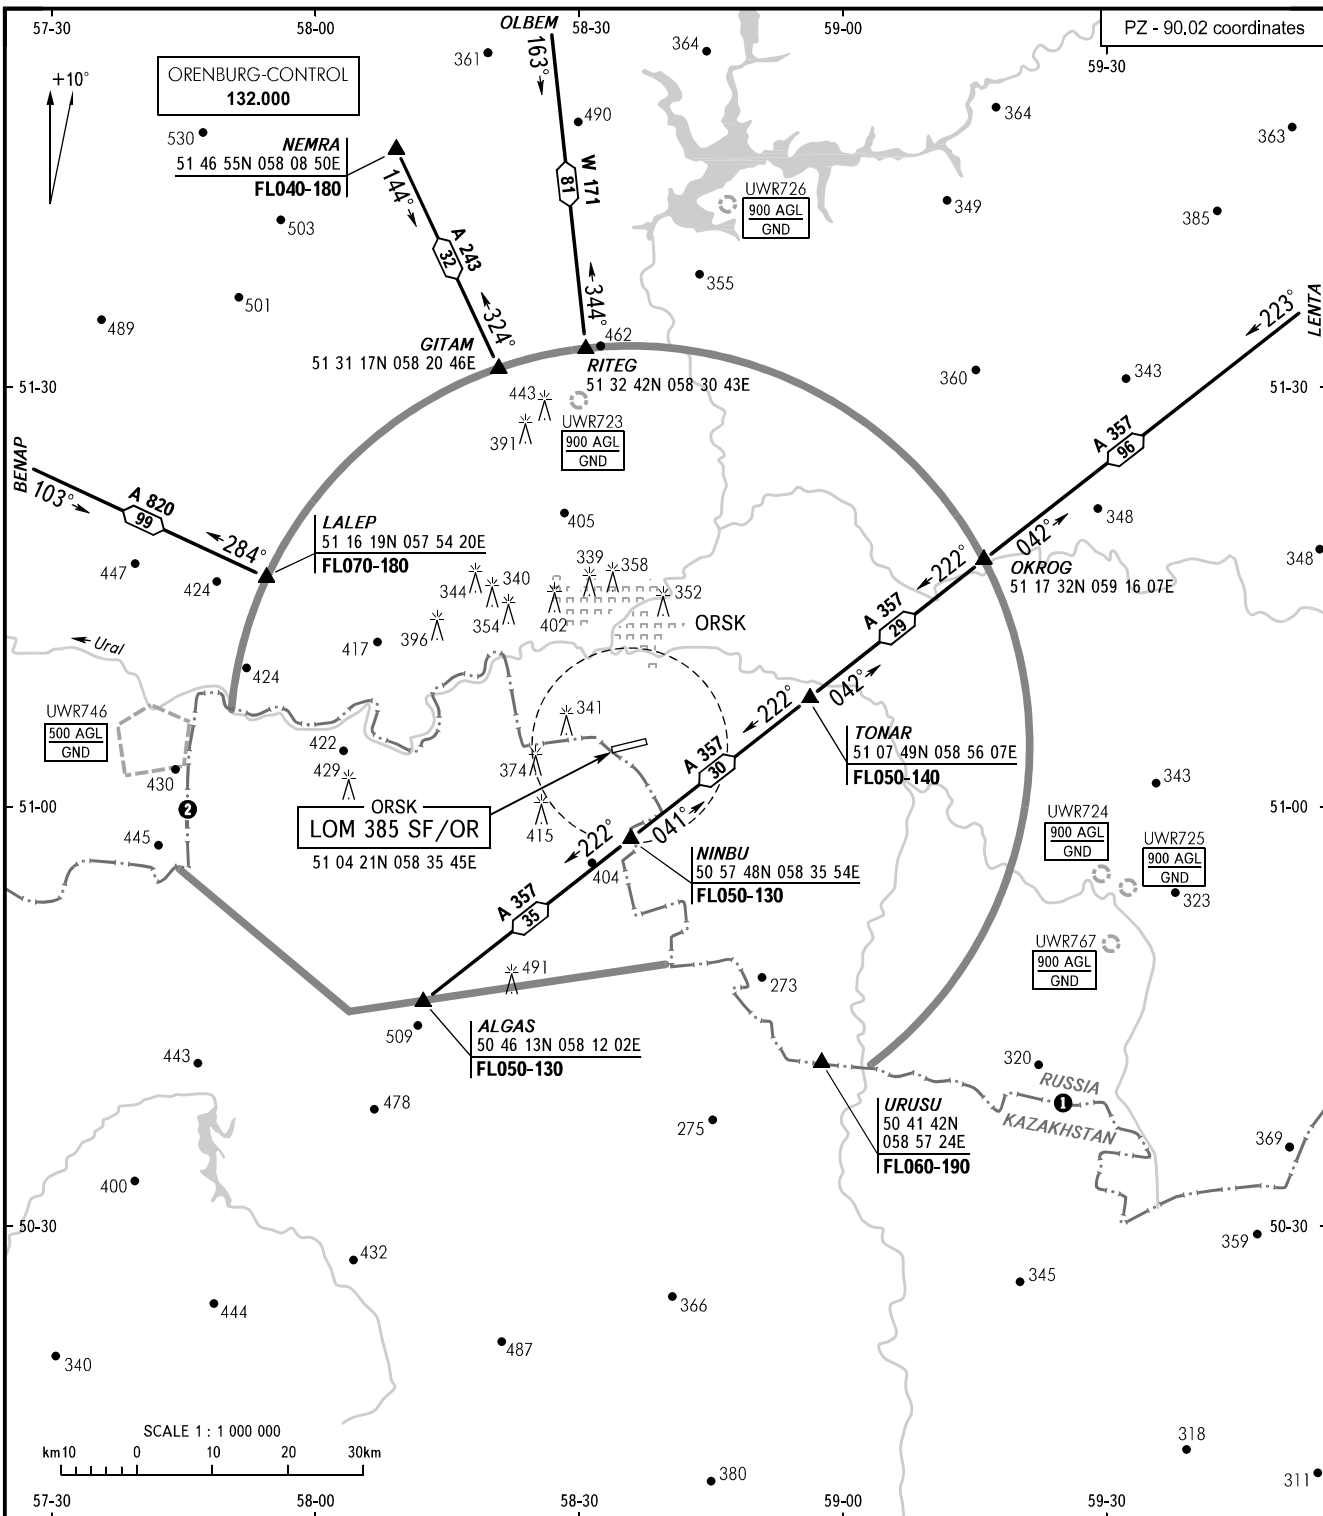 57-30
58-00
OLBEM
58-30
59-00
PZ - 90.02 coordinates
59-30
+10°
ORENBURG-CONTROL
132.000
361
163°
364
490
364
363
530
NEMRA
51 46 55N 058 08 50E
FL040-180
144°
W 171
81
UWR726
900 AGL
GND
349
385
503
A 243
32
355
501
489
344°
324°
223°
LENTA
GITAM
51 31 17N 058 20 46E
462
RITEG
51 32 42N 058 30 43E
51-30
360
343
51-30
443
391
UWR723
900 AGL
GND
A 357
96
BENAP
103°
A 820
99
284°
LALEP
51 16 19N 057 54 20E
FL070-180
405
348
348
447
424
042°
222°
OKROG
51 17 32N 059 16 07E
339
358
344
340
352
354
402
396
ORSK
A 357
29
417
Ural
424
042°
222°
UWR746
500 AGL
GND
341
422
429
374
TONAR
51 07 49N 058 56 07E
FL050-140
A 357
30
430
343
51-00
2
ORSK
LOM 385 SF/OR
51 04 21N 058 35 45E
415
041°
222°
51-00
UWR724
900 AGL
GND
UWR725
900 AGL
GND
445
404
NINBU
50 57 48N 058 35 54E
FL050-130
323
A 357
35
UWR767
900 AGL
GND
491
273
509
ALGAS
50 46 13N 058 12 02E
FL050-130
443
320
RUSSIA
1
KAZAKHSTAN
478
275
URUSU
50 41 42N
058 57 24E
FL060-190
369
400
50-30
50-30
359
432
345
444
366
487
340
SCALE 1 : 1 000 000
km10 0 10 20 30km
318
380
311
57-30
58-00
58-30
59-00
59-30